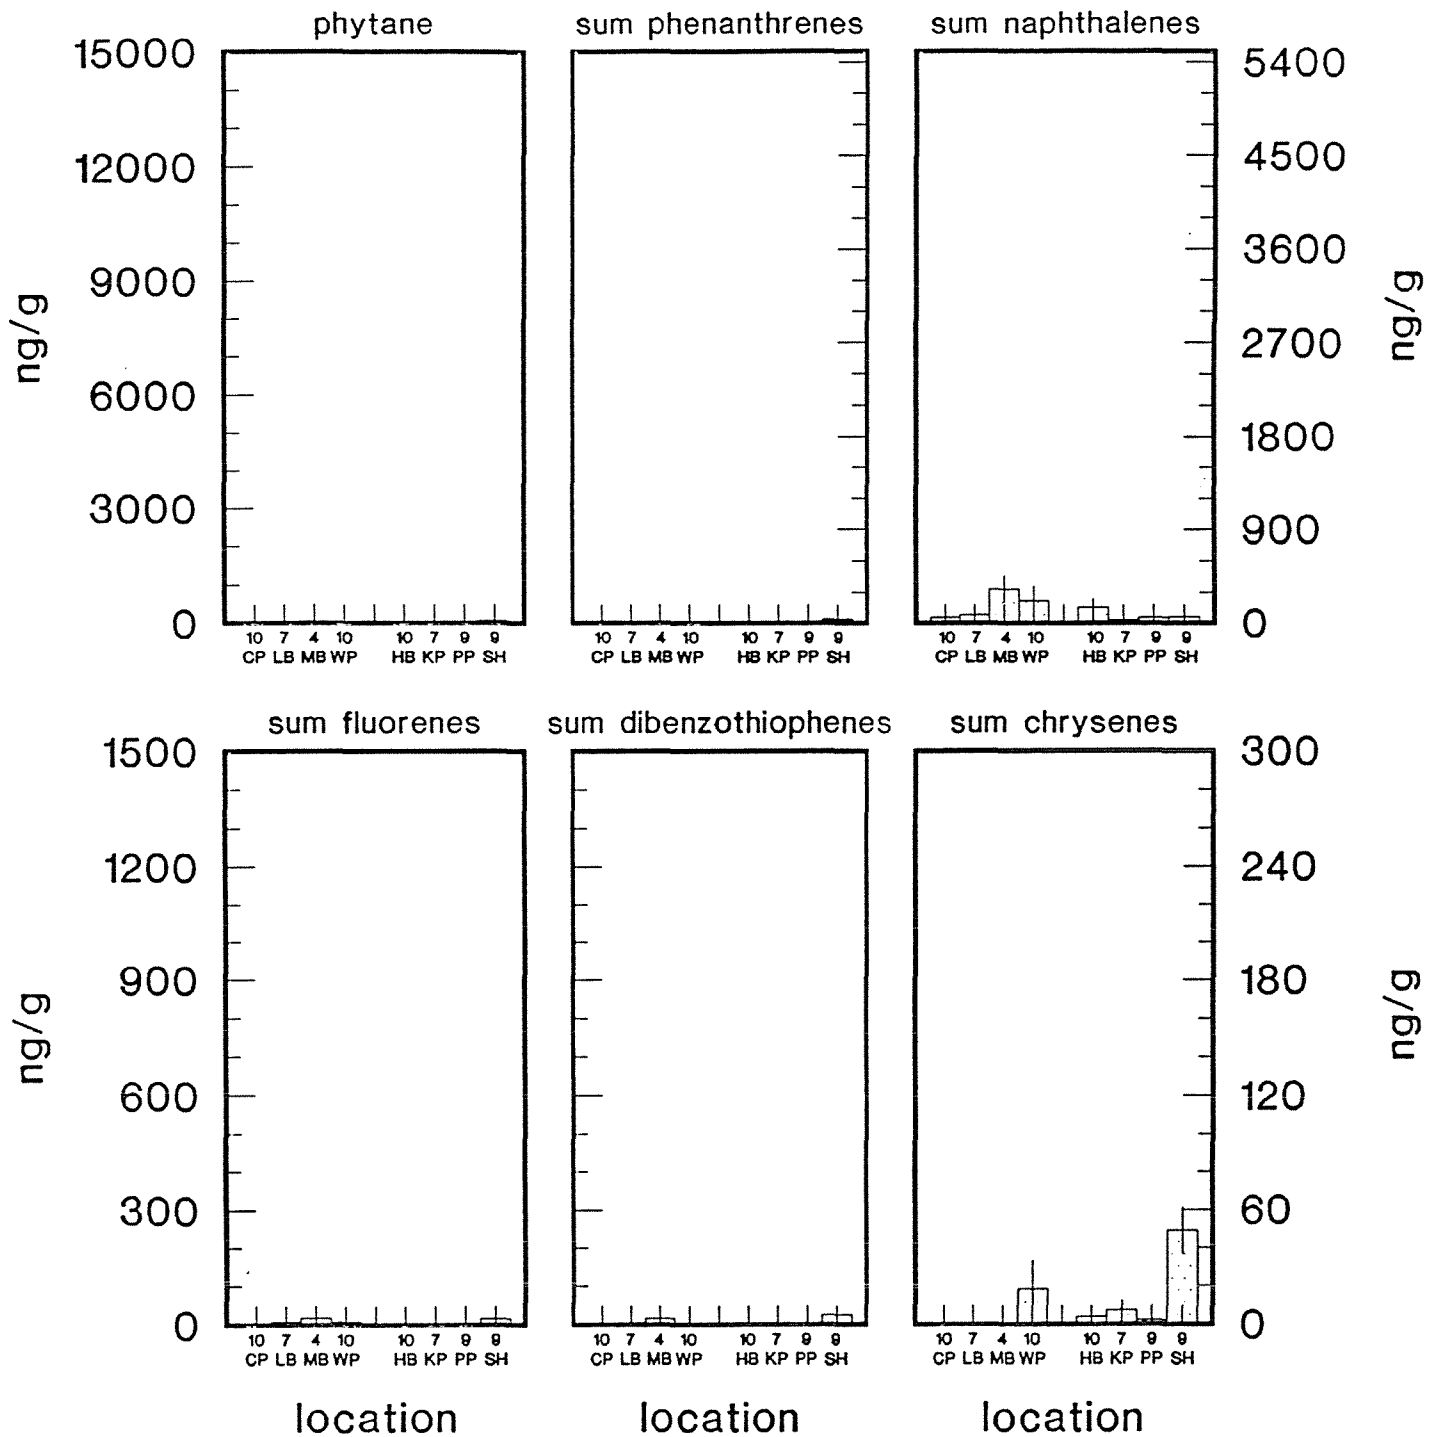 phytane sum phenanthrenes sum naphthalenes
15000
12000
9000
6000
3000
0
ng/g
5400
4500
3600
2700
1800
900
0
ng/g
10 7 4 10 10 7 9 9
CP LB MB WP HB KP PP SH
10 7 4 10 10 7 9 9
CP LB MB WP HB KP PP SH
10 7 4 10 10 7 9 9
CP LB MB WP HB KP PP SH
sum fluorenes sum dibenzothiophenes sum chrysenes
1500
1200
900
600
300
0
ng/g
300
240
180
120
60
0
ng/g
10 7 4 10 10 7 9 9
CP LB MB WP HB KP PP SH
10 7 4 10 10 7 9 9
CP LB MB WP HB KP PP SH
10 7 4 10 10 7 9 9
CP LB MB WP HB KP PP SH
location location location